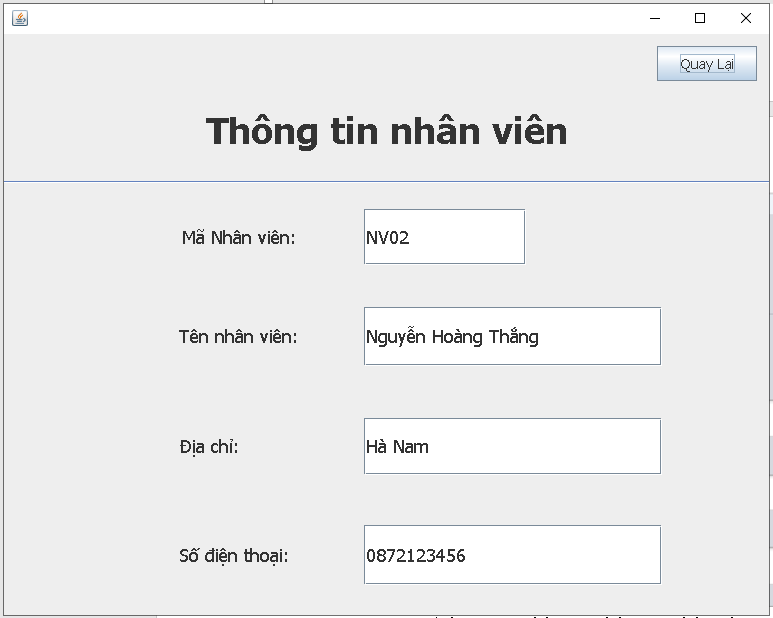 Quay Lại
Thông tin nhân viên
Mã Nhân viên: NV02
Tên nhân viên: Nguyễn Hoàng Thắng
Địa chỉ: Hà Nam
Số điện thoại: 0872123456